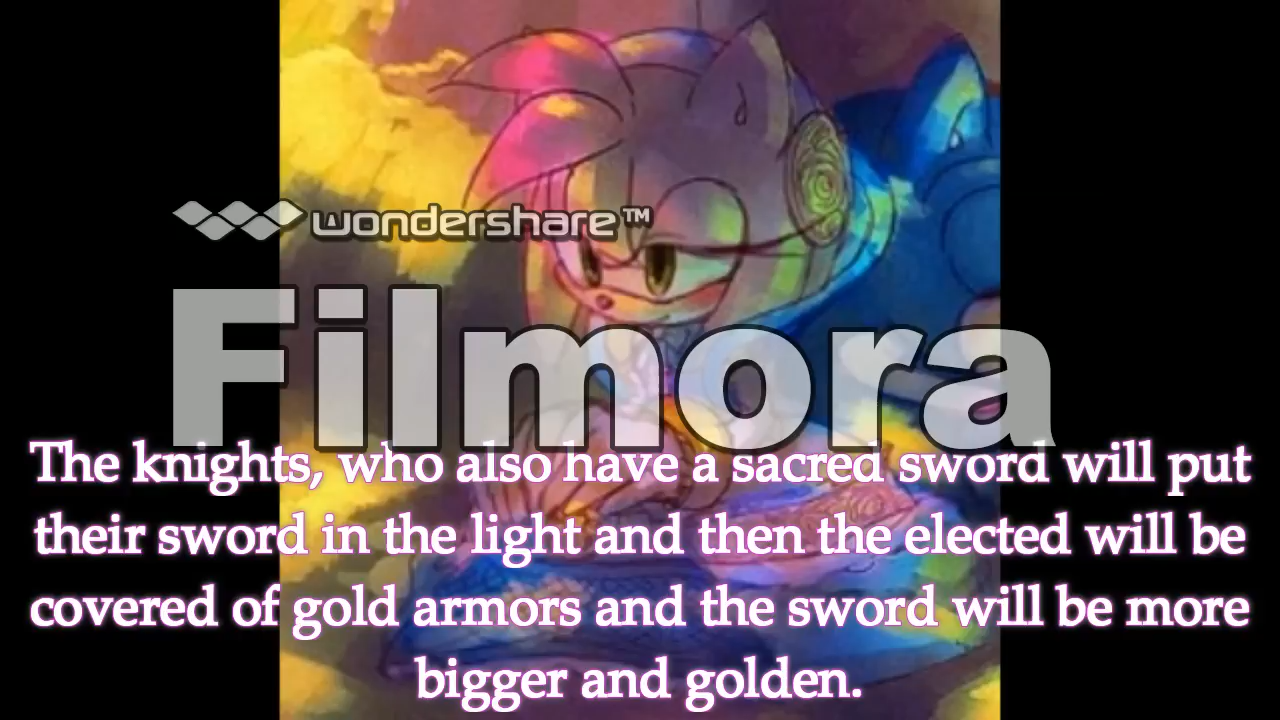 wondershare™
Filmora
The knights, who also have a sacred sword will put
their sword in the light and then the elected will be
covered of gold armors and the sword will be more
bigger and golden.